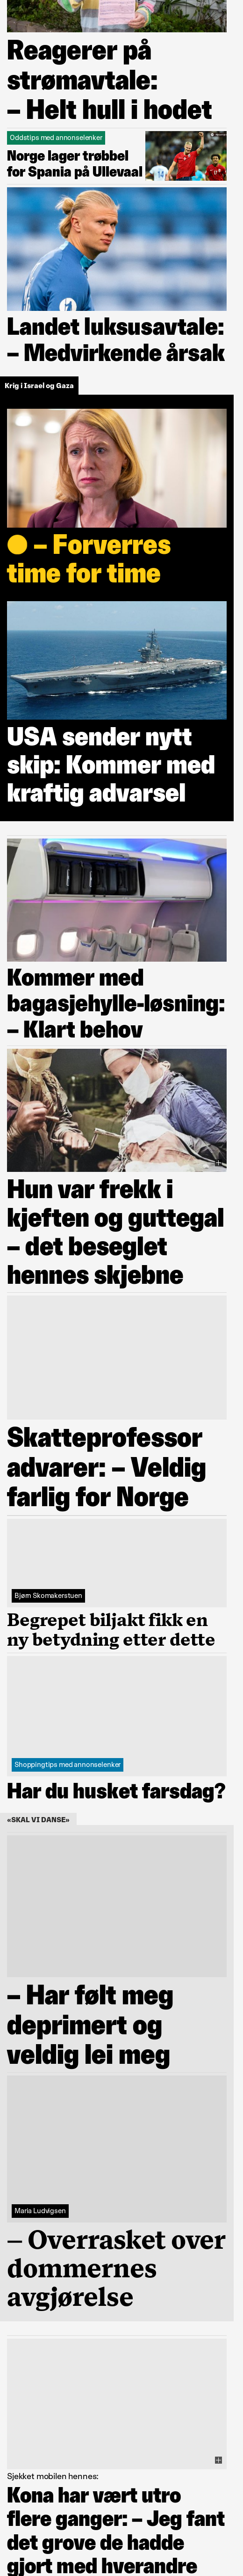 Reagerer på
strømavtale:
– Helt hull i hodet
Oddstips med annonselenker
Norge lager trøbbel
for Spania på Ullevaal
Landet luksusavtale:
– Medvirkende årsak
Krig i Israel og Gaza
– Forverres
time for time
USA sender nytt
skip: Kommer med
kraftig advarsel
Kommer med
bagasjehylle-løsning:
– Klart behov
Hun var frekk i
kjeften og guttegal
– det beseglet
hennes skjebne
Skatteprofessor
advarer: – Veldig
farlig for Norge
Bjørn Skomakerstuen
Begrepet biljakt fikk en
ny betydning etter dette
Shoppingtips med annonselenker
Har du husket farsdag?
«SKAL VI DANSE»
– Har følt meg
deprimert og
veldig lei meg
Maria Ludvigsen
– Overrasket over
dommernes
avgjørelse
Sjekket mobilen hennes:
Kona har vært utro
flere ganger: – Jeg fant
det grove de hadde
gjort med hverandre